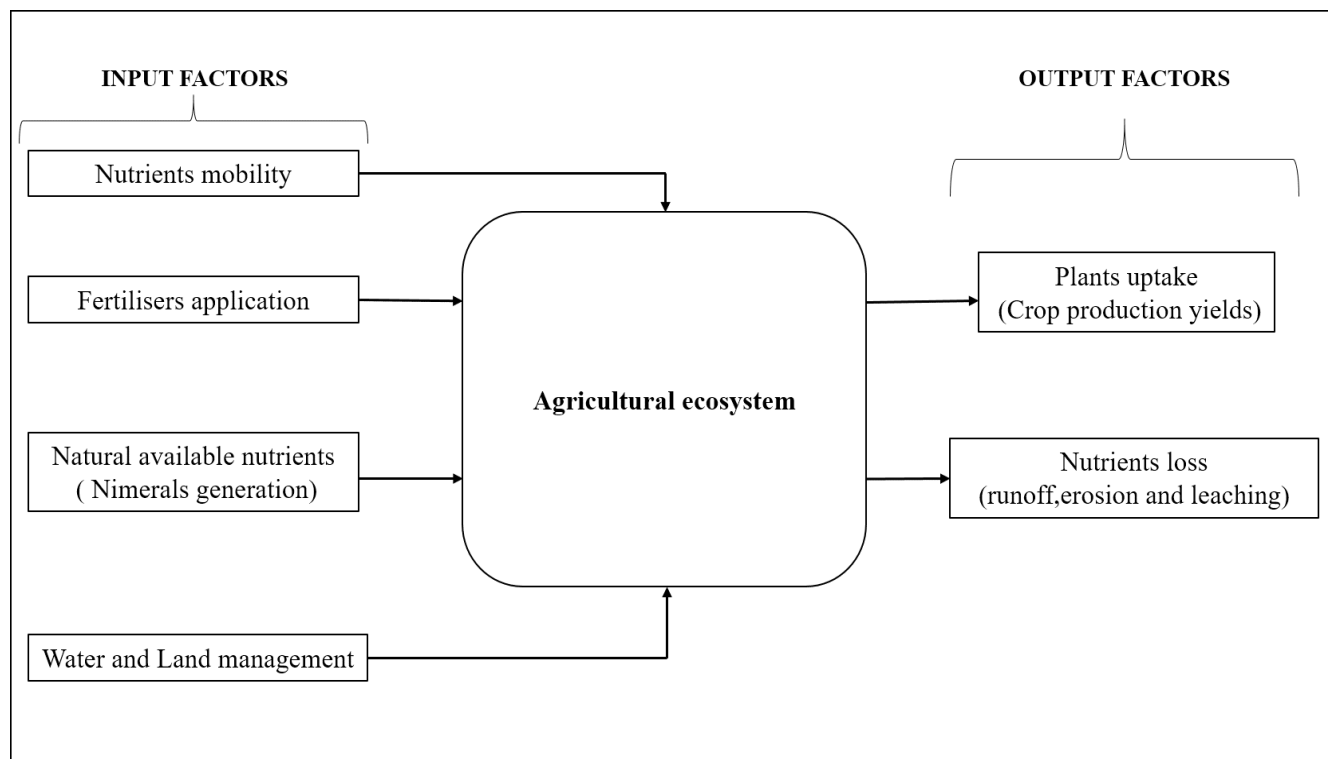 INPUT FACTORS
OUTPUT FACTORS
Nutrients mobility
Fertilisers application
Natural available nutrients
( Nimerals generation)
Water and Land management
Agricultural ecosystem
Plants uptake
(Crop production yields)
Nutrients loss
(runoff,erosion and leaching)